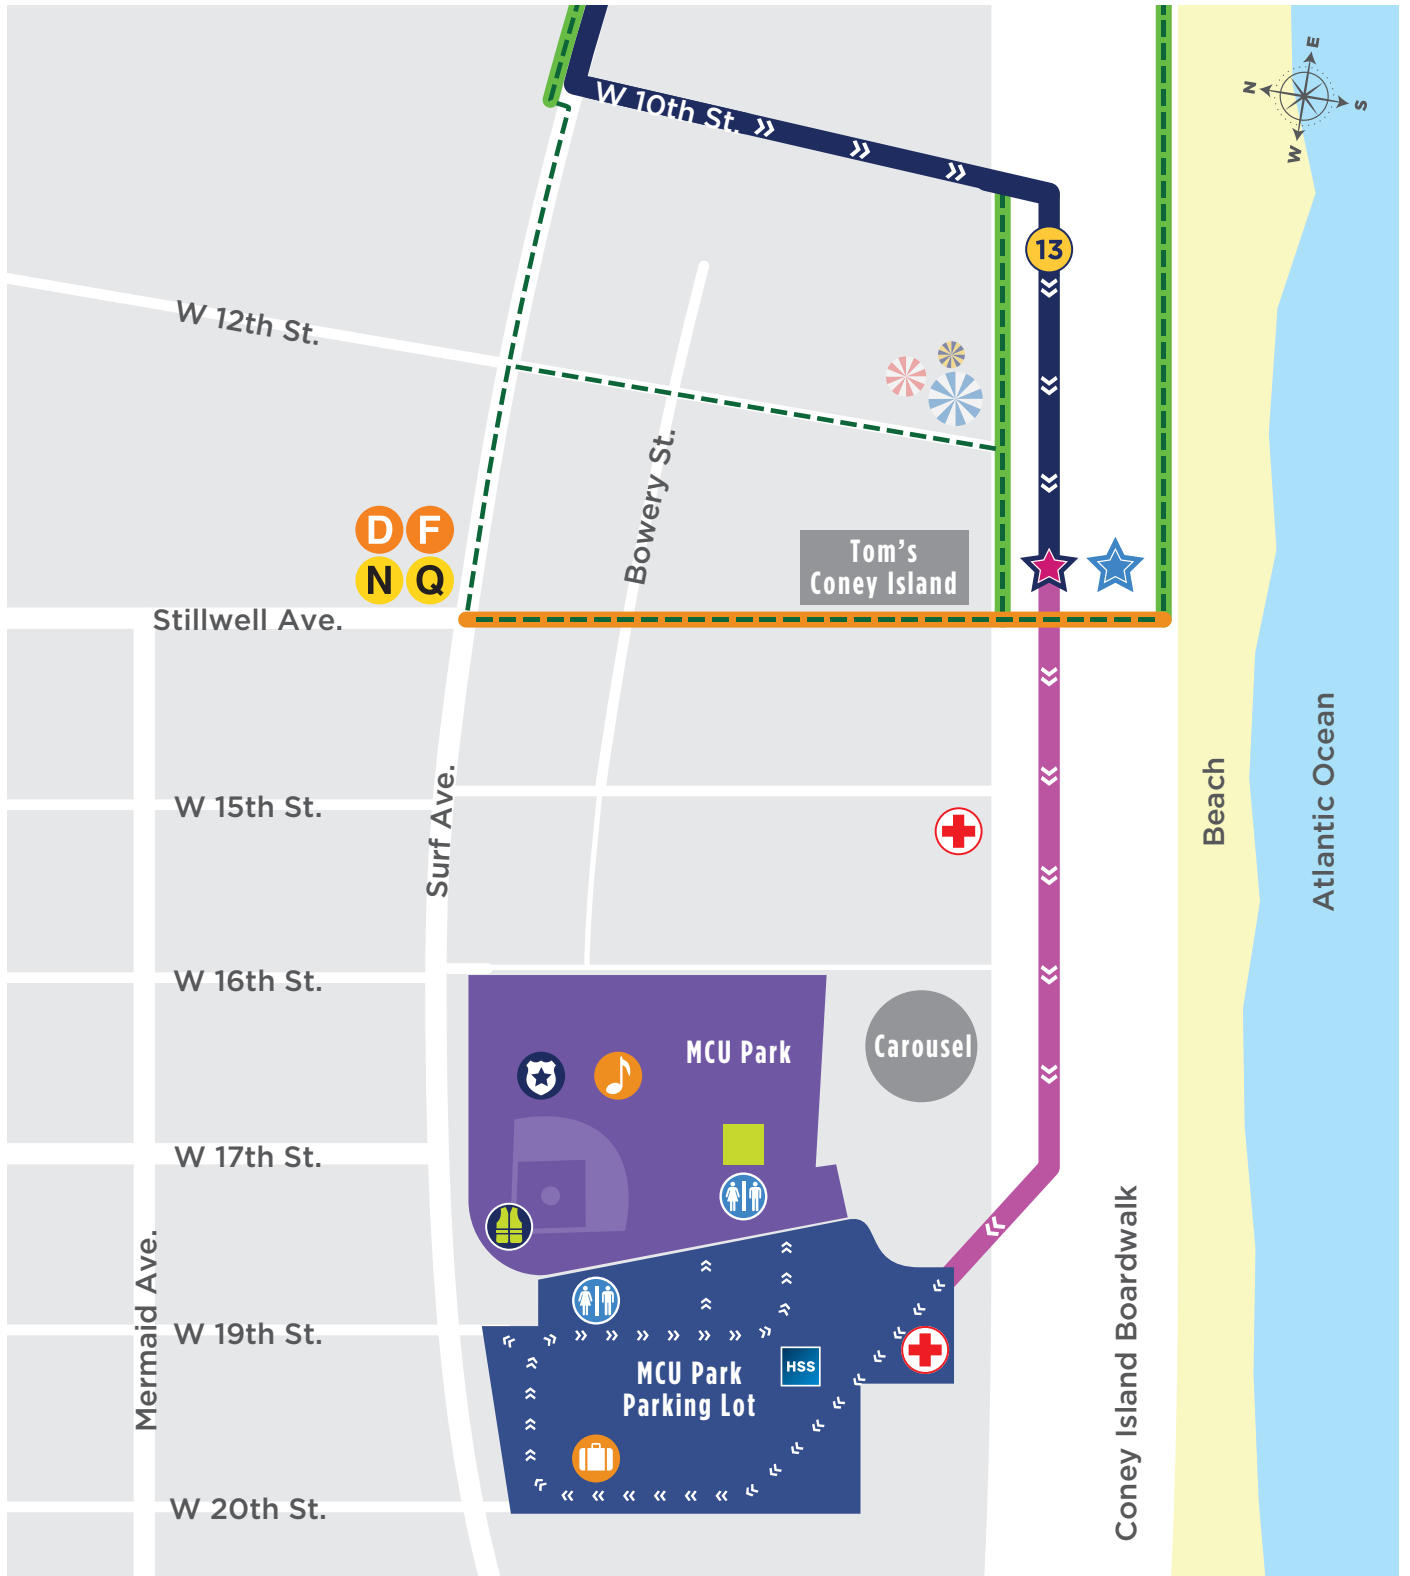 E
N
S
W
W 10th St.
13
W 12th St.
Bowery St.
D
F
N
Q
Tom's
Coney Island
Stillwell Ave.
Beach
Atlantic Ocean
W 15th St.
Surf Ave.
W 16th St.
MCU Park
Carousel
W 17th St.
Mermaid Ave.
Coney Island Boardwalk
W 19th St.
MCU Park
Parking Lot
HSS
W 20th St.